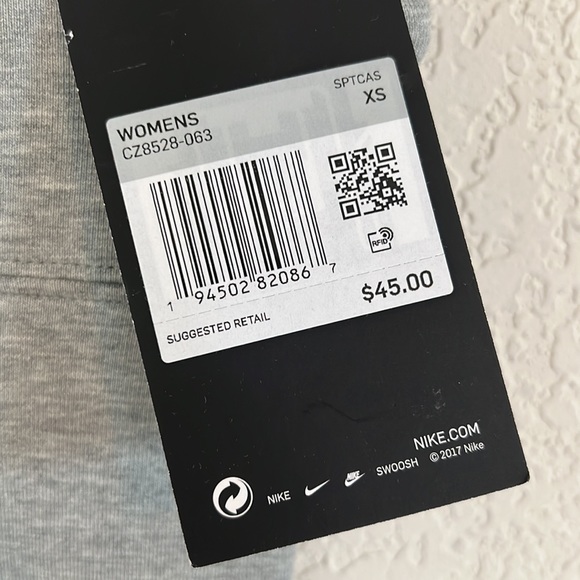 SPTCAS
WOMENS XS
CZ8528-063
RFID
1 94502 82086 7
SUGGESTED RETAIL $45.00
NIKE.COM
NIKE SWOOSH © 2017 Nike